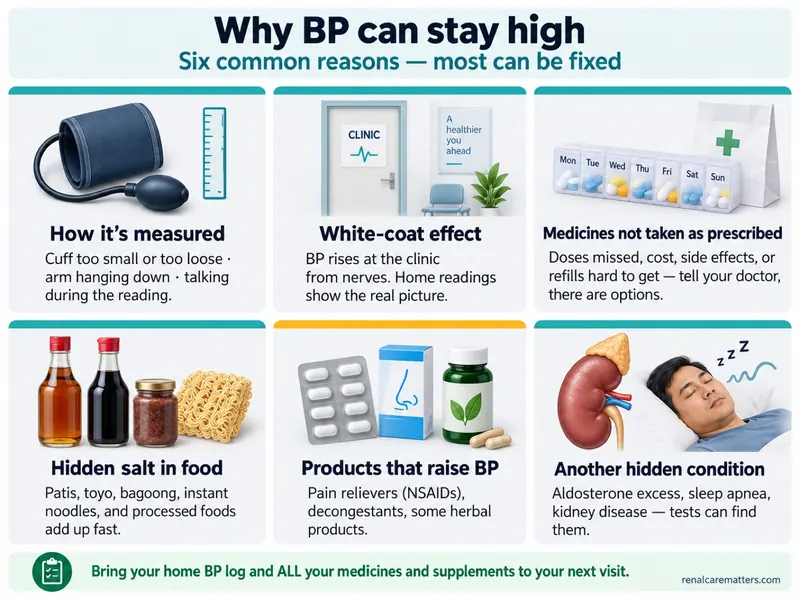 Why BP can stay high
Six common reasons — most can be fixed
How it's measured
Cuff too small or too loose ·
arm hanging down · talking
during the reading.
CLINIC
A
healthier
you
ahead
White-coat effect
BP rises at the clinic
from nerves. Home readings
show the real picture.
Mon Tue Wed Thu Fri Sat Sun
Medicines not taken as prescribed
Doses missed, cost, side effects, or
refills hard to get — tell your doctor,
there are options.
Hidden salt in food
Patis, toyo, bagoong, instant
noodles, and processed foods
add up fast.
Products that raise BP
Pain relievers (NSAIDs),
decongestants, some herbal
products.
z z z
Another hidden condition
Aldosterone excess, sleep apnea,
kidney disease — tests can find
them.
Bring your home BP log and ALL your medicines and supplements to your next visit.
renalcarematters.com